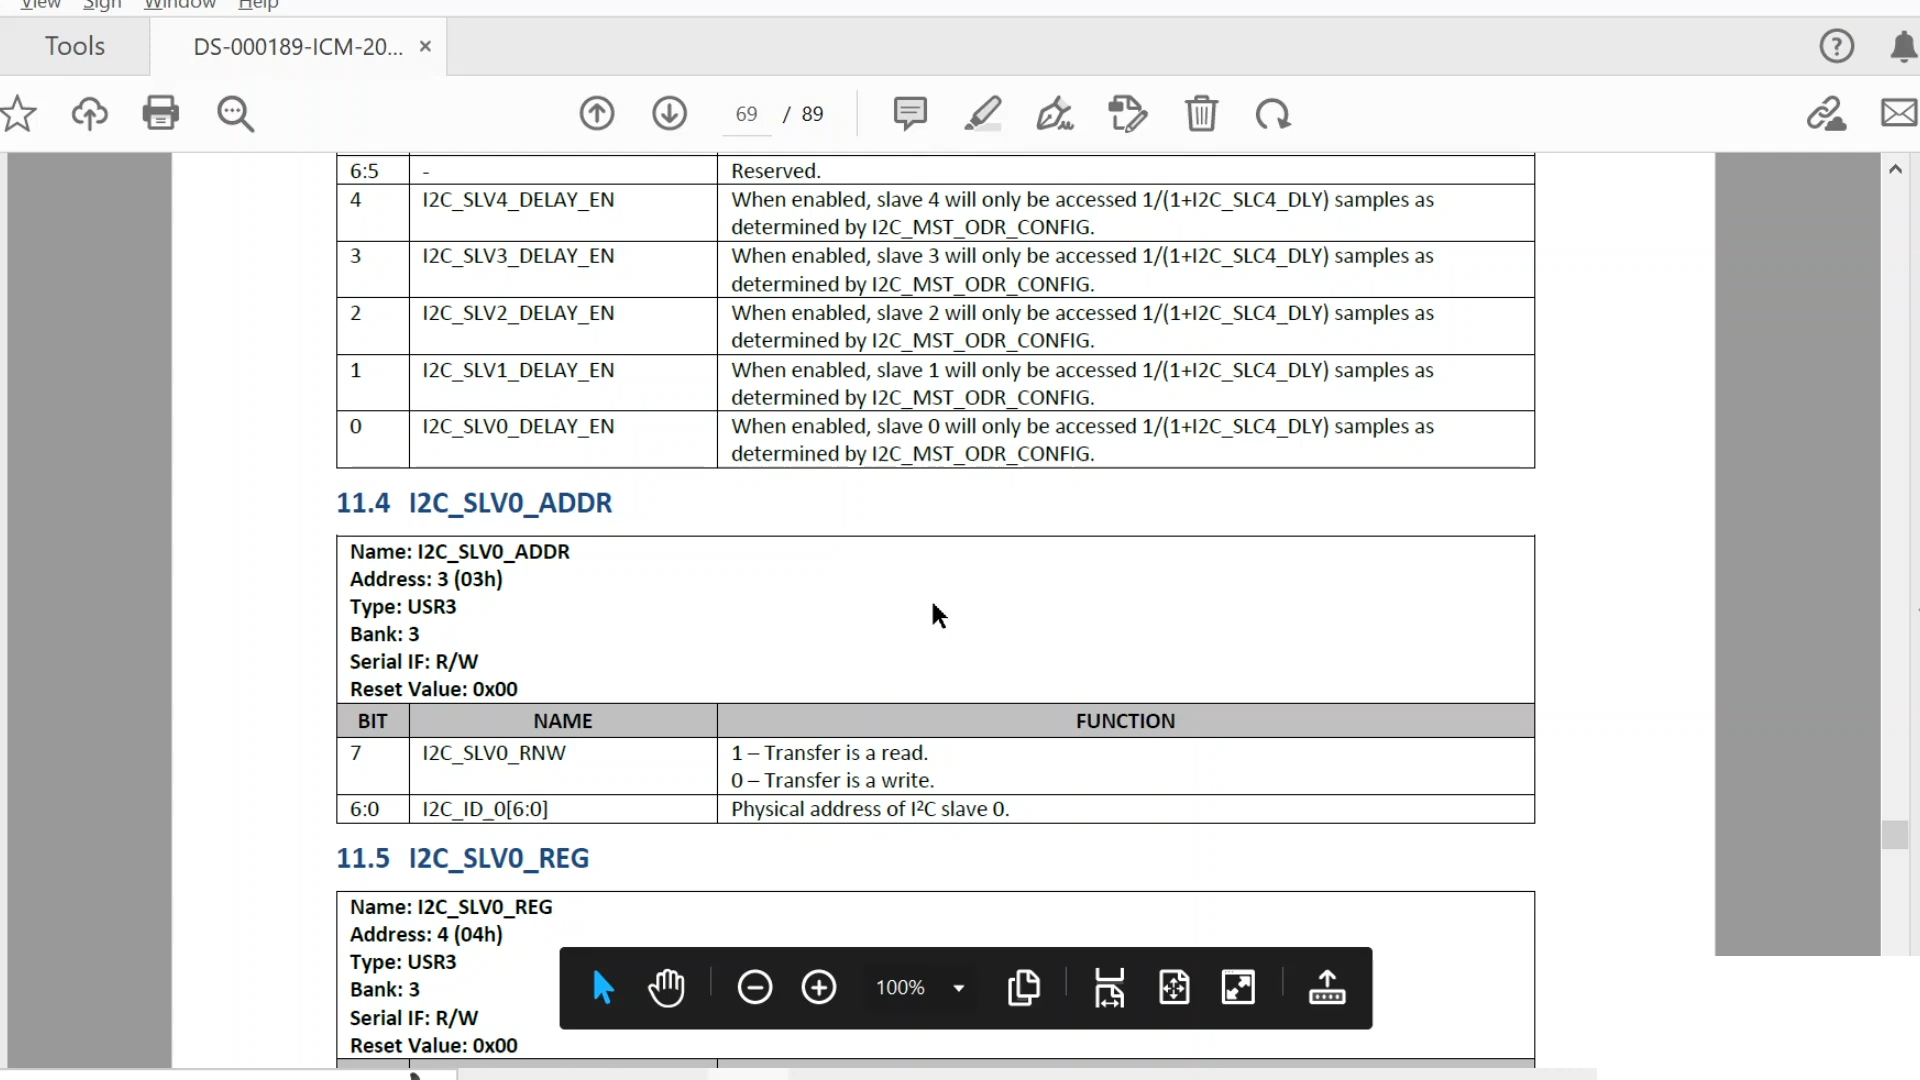 View Sign Window Help
Tools DS-000189-ICM-20... ×
69 / 89
6:5 - Reserved.
4 I2C_SLV4_DELAY_EN When enabled, slave 4 will only be accessed 1/(1+I2C_SLC4_DLY) samples as
determined by I2C_MST_ODR_CONFIG.
3 I2C_SLV3_DELAY_EN When enabled, slave 3 will only be accessed 1/(1+I2C_SLC4_DLY) samples as
determined by I2C_MST_ODR_CONFIG.
2 I2C_SLV2_DELAY_EN When enabled, slave 2 will only be accessed 1/(1+I2C_SLC4_DLY) samples as
determined by I2C_MST_ODR_CONFIG.
1 I2C_SLV1_DELAY_EN When enabled, slave 1 will only be accessed 1/(1+I2C_SLC4_DLY) samples as
determined by I2C_MST_ODR_CONFIG.
0 I2C_SLV0_DELAY_EN When enabled, slave 0 will only be accessed 1/(1+I2C_SLC4_DLY) samples as
determined by I2C_MST_ODR_CONFIG.
11.4 I2C_SLV0_ADDR
Name: I2C_SLV0_ADDR
Address: 3 (03h)
Type: USR3
Bank: 3
Serial IF: R/W
Reset Value: 0x00
BIT NAME FUNCTION
7 I2C_SLV0_RNW 1 – Transfer is a read.
0 – Transfer is a write.
6:0 I2C_ID_0[6:0] Physical address of I²C slave 0.
11.5 I2C_SLV0_REG
Name: I2C_SLV0_REG
Address: 4 (04h)
Type: USR3
Bank: 3
Serial IF: R/W
Reset Value: 0x00
100%